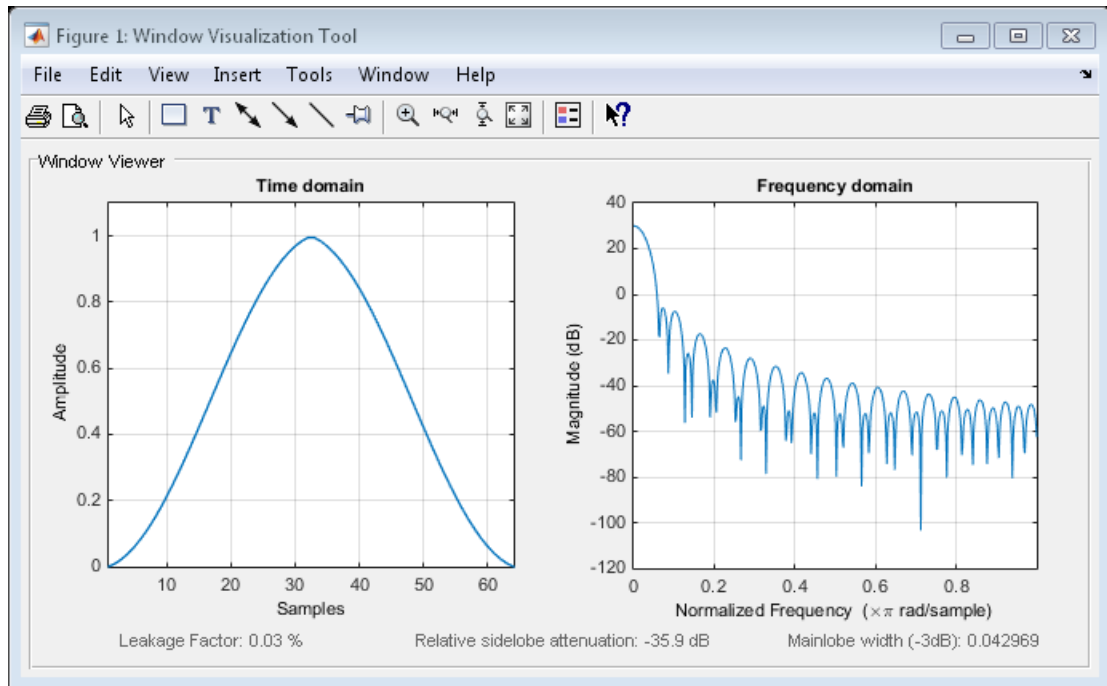 Figure 1: Window Visualization Tool
File Edit View Insert Tools Window Help
T
?
Window Viewer
Time domain
1
0.8
0.6
0.4
0.2
0
Amplitude
10 20 30 40 50 60
Samples
Frequency domain
40
20
0
-20
-40
-60
-80
-100
-120
Magnitude (dB)
0 0.2 0.4 0.6 0.8
Normalized Frequency (×π rad/sample)
Leakage Factor: 0.03 % Relative sidelobe attenuation: -35.9 dB Mainlobe width (-3dB): 0.042969